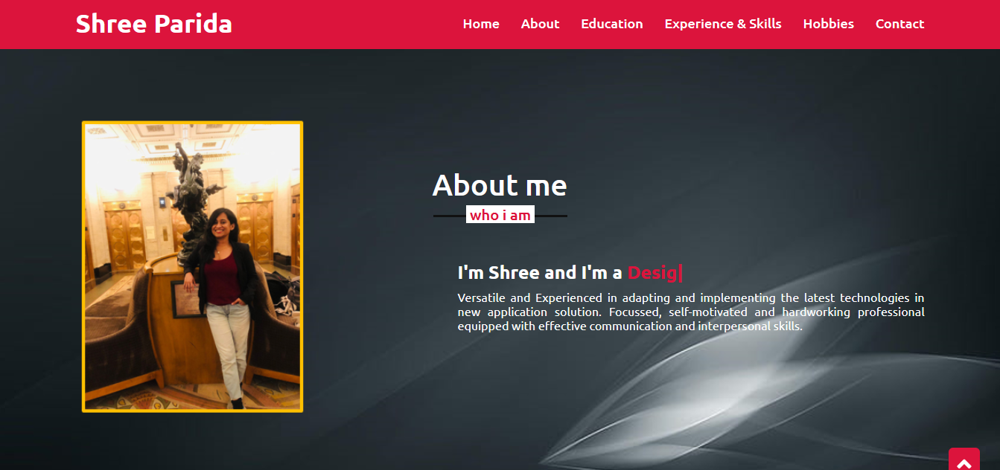 Shree Parida
Home About Education Experience & Skills Hobbies Contact
About me
who i am
I'm Shree and I'm a Desig|
Versatile and Experienced in adapting and implementing the latest technologies in
new application solution. Focussed, self-motivated and hardworking professional
equipped with effective communication and interpersonal skills.